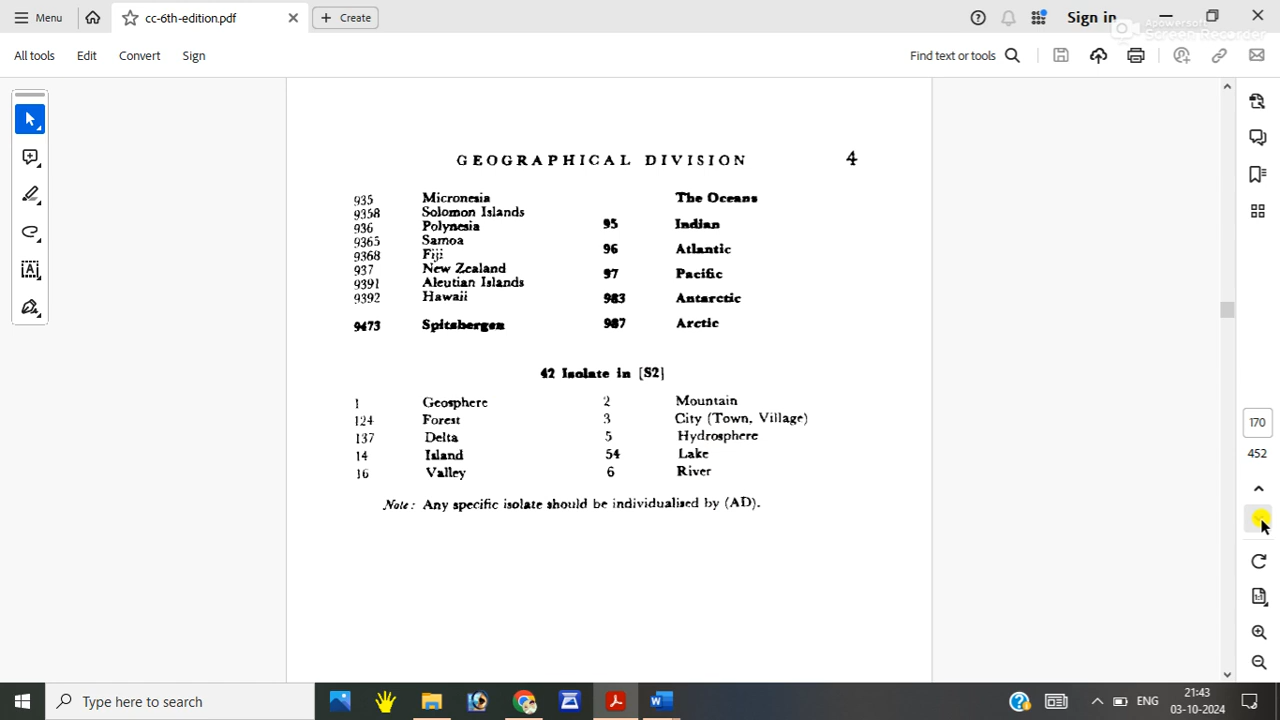 Menu
cc-6th-edition.pdf
Create
Sign in
Apowersoft
Screen Recorder
All tools
Edit
Convert
Sign
Find text or tools
GEOGRAPHICAL DIVISION 4
935 Micronesia
9358 Solomon Islands
936 Polynesia
9365 Samoa
9368 Fiji
937 New Zealand
9391 Aleutian Islands
9392 Hawaii
9473 Spitsbergen
The Oceans
95 Indian
96 Atlantic
97 Pacific
983 Antarctic
987 Arctic
42 Isolate in [S2]
1 Geosphere
124 Forest
137 Delta
14 Island
16 Valley
2 Mountain
3 City (Town, Village)
5 Hydrosphere
54 Lake
6 River
Note: Any specific isolate should be individualised by (AD).
170
452
1:1
Type here to search
ENG
21:43
03-10-2024